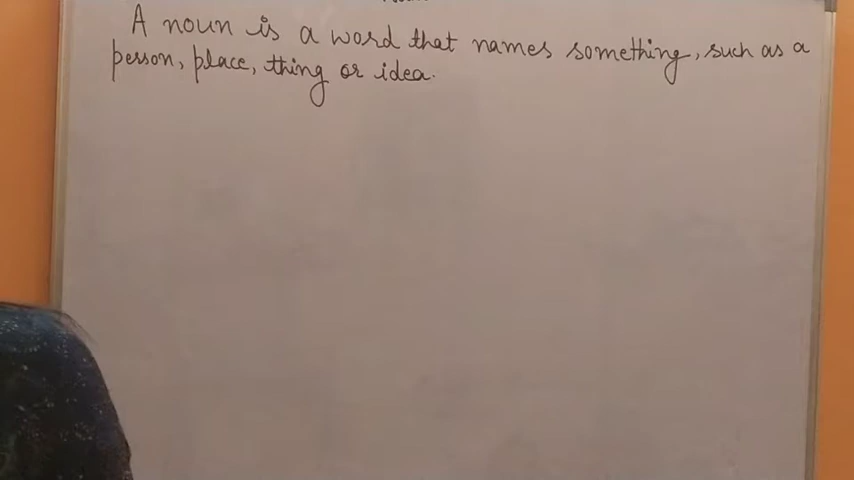 A noun is a word that names something, such as a
person, place, thing or idea.